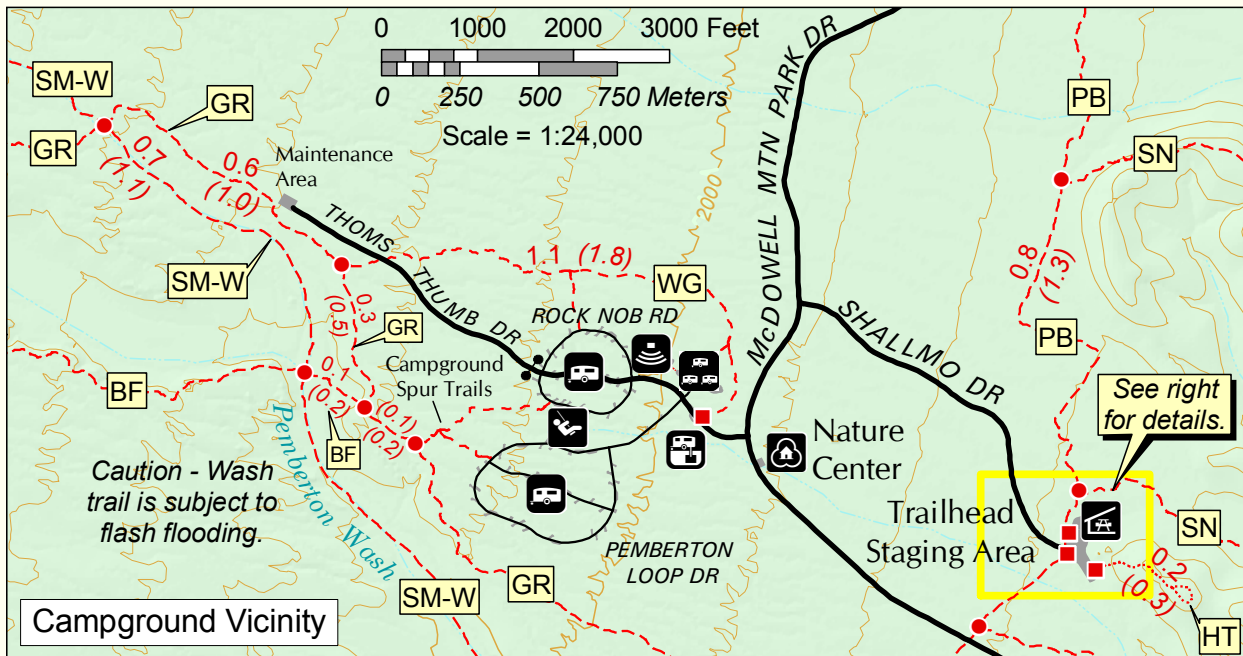 0 1000 2000 3000 Feet
0 250 500 750 Meters
Scale = 1:24,000
SM-W
GR
GR
0.7
(1.1)
0.6
(1.0)
Maintenance
Area
THOMS THUMB DR
SM-W
1.1 (1.8)
WG
2000
McDOWELL MTN PARK DR
PB
SN
0.8
(1.3)
PB
SHALLMO DR
ROCK NOB RD
0.3
(0.5)
GR
Campground
Spur Trails
BF
0.1
(0.2)
BF
(0.1)
(0.2)
See right
for details.
Nature
Center
Caution - Wash
trail is subject to
flash flooding.
Pemberton Wash
Trailhead
Staging Area
SN
PEMBERTON
LOOP DR
0.2
(0.3)
GR
SM-W
HT
Campground Vicinity